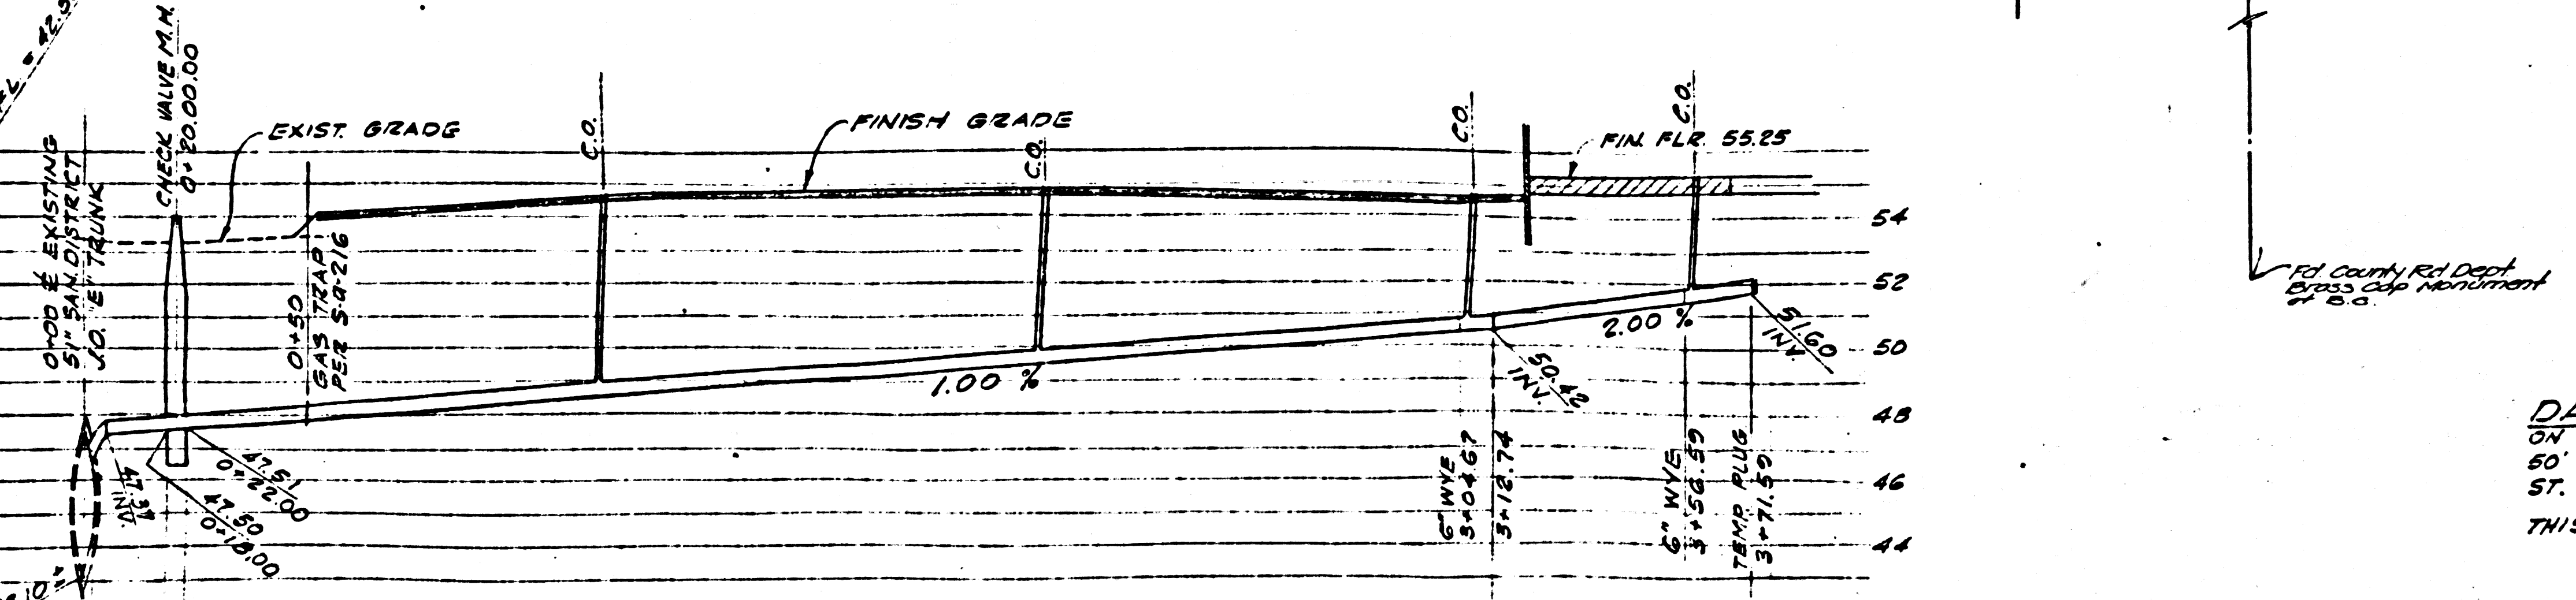 CHECK VALVE M.H.
0+20.00.00
0+00 ℄ EXISTING
51" SAN. DISTRICT
J.O. "E" TRUNK
EXIST. GRADE
0+50
GAS TRAP
PER S-a-216
C.O.
FINISH GRADE
C.O.
C.O.
C.O.
FIN. FLR. 55.25
54
52
50
48
46
44
1.00 %
2.00 %
50.42
INV.
51.60
INV.
47.37
INV.
47.51
0+22.00
47.50
0+18.00
6" WYE
3+04.67
3+12.74
6" WYE
3+56.59
TEMP. PLUG
3+71.59
Fd. County Rd Dept.
Brass Cap Monument
at B.C.
ON
50'
ST.